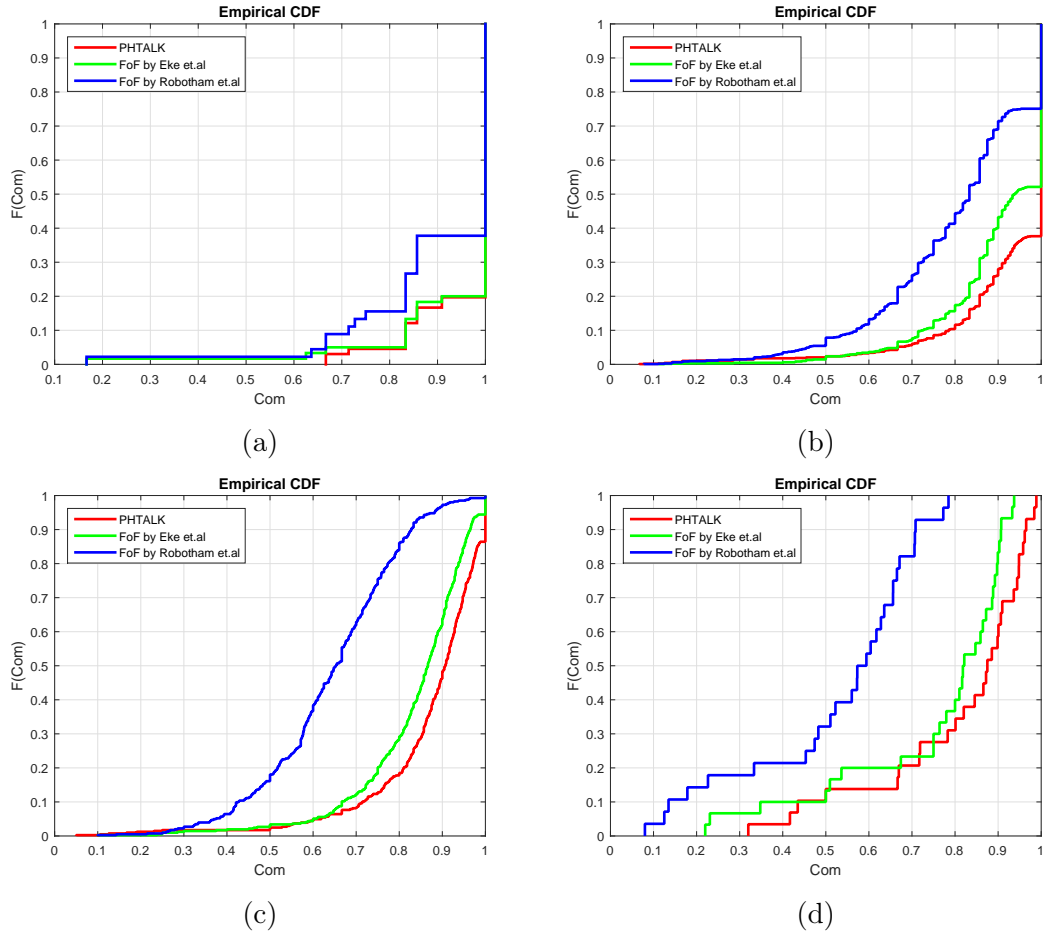 Empirical CDF
PHTALK
FoF by Eke et.al
FoF by Robotham et.al
1
0.9
0.8
0.7
0.6
0.5
0.4
0.3
0.2
0.1
0
F(Com)
0.1 0.2 0.3 0.4 0.5 0.6 0.7 0.8 0.9 1
Com
(a)
Empirical CDF
PHTALK
FoF by Eke et.al
FoF by Robotham et.al
1
0.9
0.8
0.7
0.6
0.5
0.4
0.3
0.2
0.1
0
F(Com)
0 0.1 0.2 0.3 0.4 0.5 0.6 0.7 0.8 0.9 1
Com
(b)
Empirical CDF
PHTALK
FoF by Eke et.al
FoF by Robotham et.al
1
0.9
0.8
0.7
0.6
0.5
0.4
0.3
0.2
0.1
0
F(Com)
0 0.1 0.2 0.3 0.4 0.5 0.6 0.7 0.8 0.9 1
Com
(c)
Empirical CDF
PHTALK
FoF by Eke et.al
FoF by Robotham et.al
1
0.9
0.8
0.7
0.6
0.5
0.4
0.3
0.2
0.1
0
F(Com)
0 0.1 0.2 0.3 0.4 0.5 0.6 0.7 0.8 0.9 1
Com
(d)